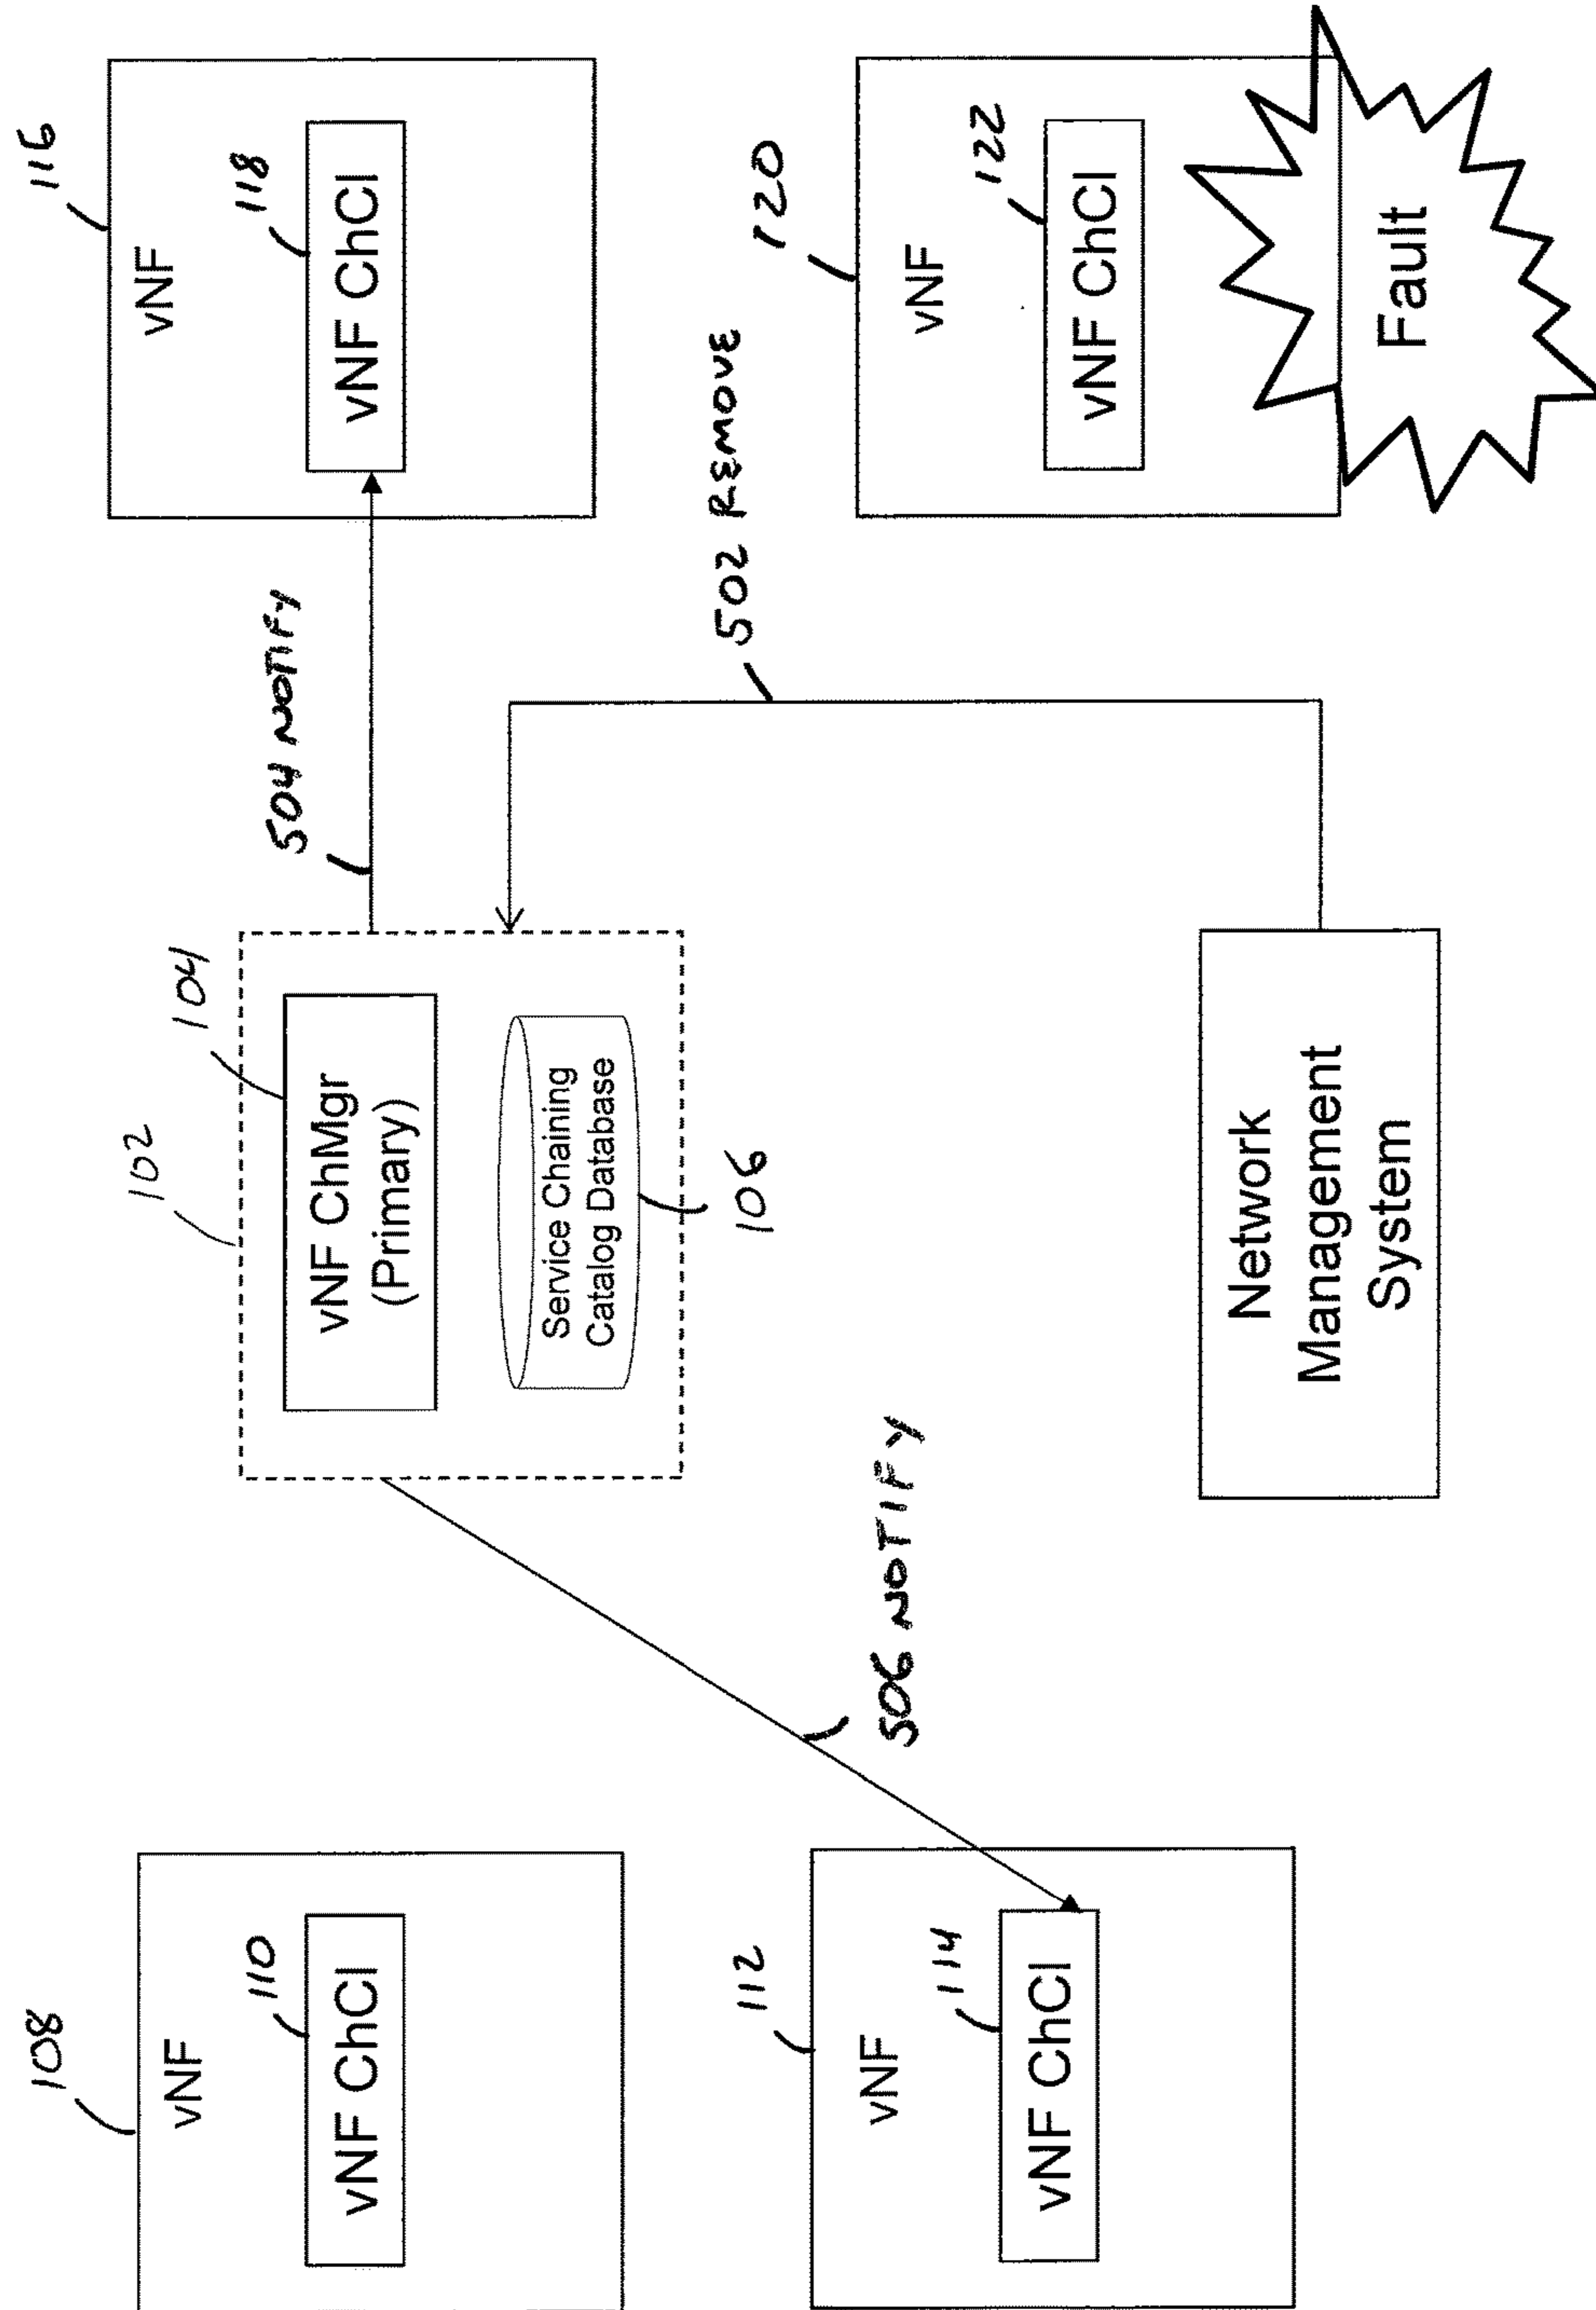 108
vNF
110
vNF ChCl
112
vNF
114
vNF ChCl
102
104
vNF ChMgr
(Primary)
Service Chaining
Catalog Database
106
506 NOTIFY
504 NOTIFY
502 REMOVE
Network
Management
System
116
vNF
118
vNF ChCl
120
vNF
122
vNF ChCl
Fault